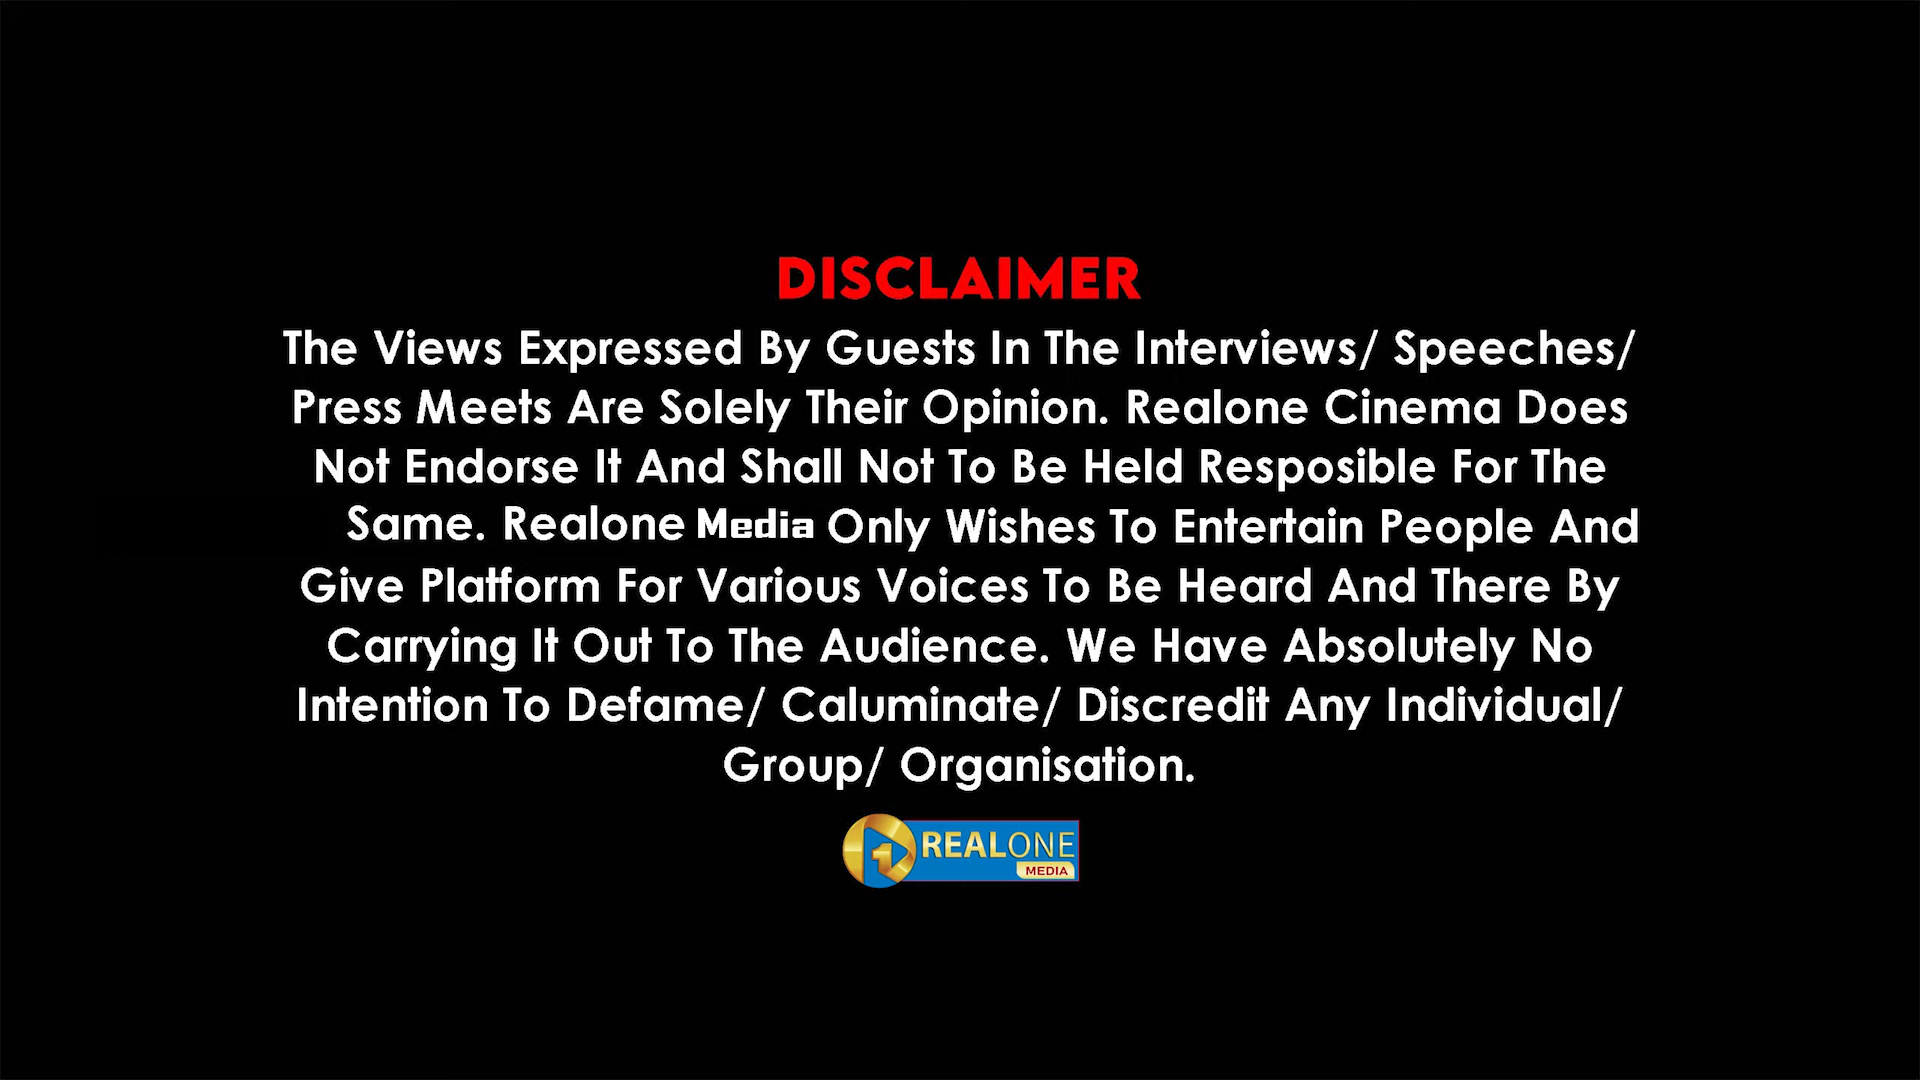 DISCLAIMER
The Views Expressed By Guests In The Interviews/ Speeches/
Press Meets Are Solely Their Opinion. Realone Cinema Does
Not Endorse It And Shall Not To Be Held Resposible For The
Same. Realone Media Only Wishes To Entertain People And
Give Platform For Various Voices To Be Heard And There By
Carrying It Out To The Audience. We Have Absolutely No
Intention To Defame/ Caluminate/ Discredit Any Individual/
Group/ Organisation.
1 REALONE
MEDIA